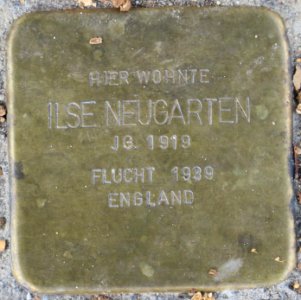 HIER WOHNTE
ILSE NEUGARTEN
JG. 1919
FLUCHT 1939
ENGLAND